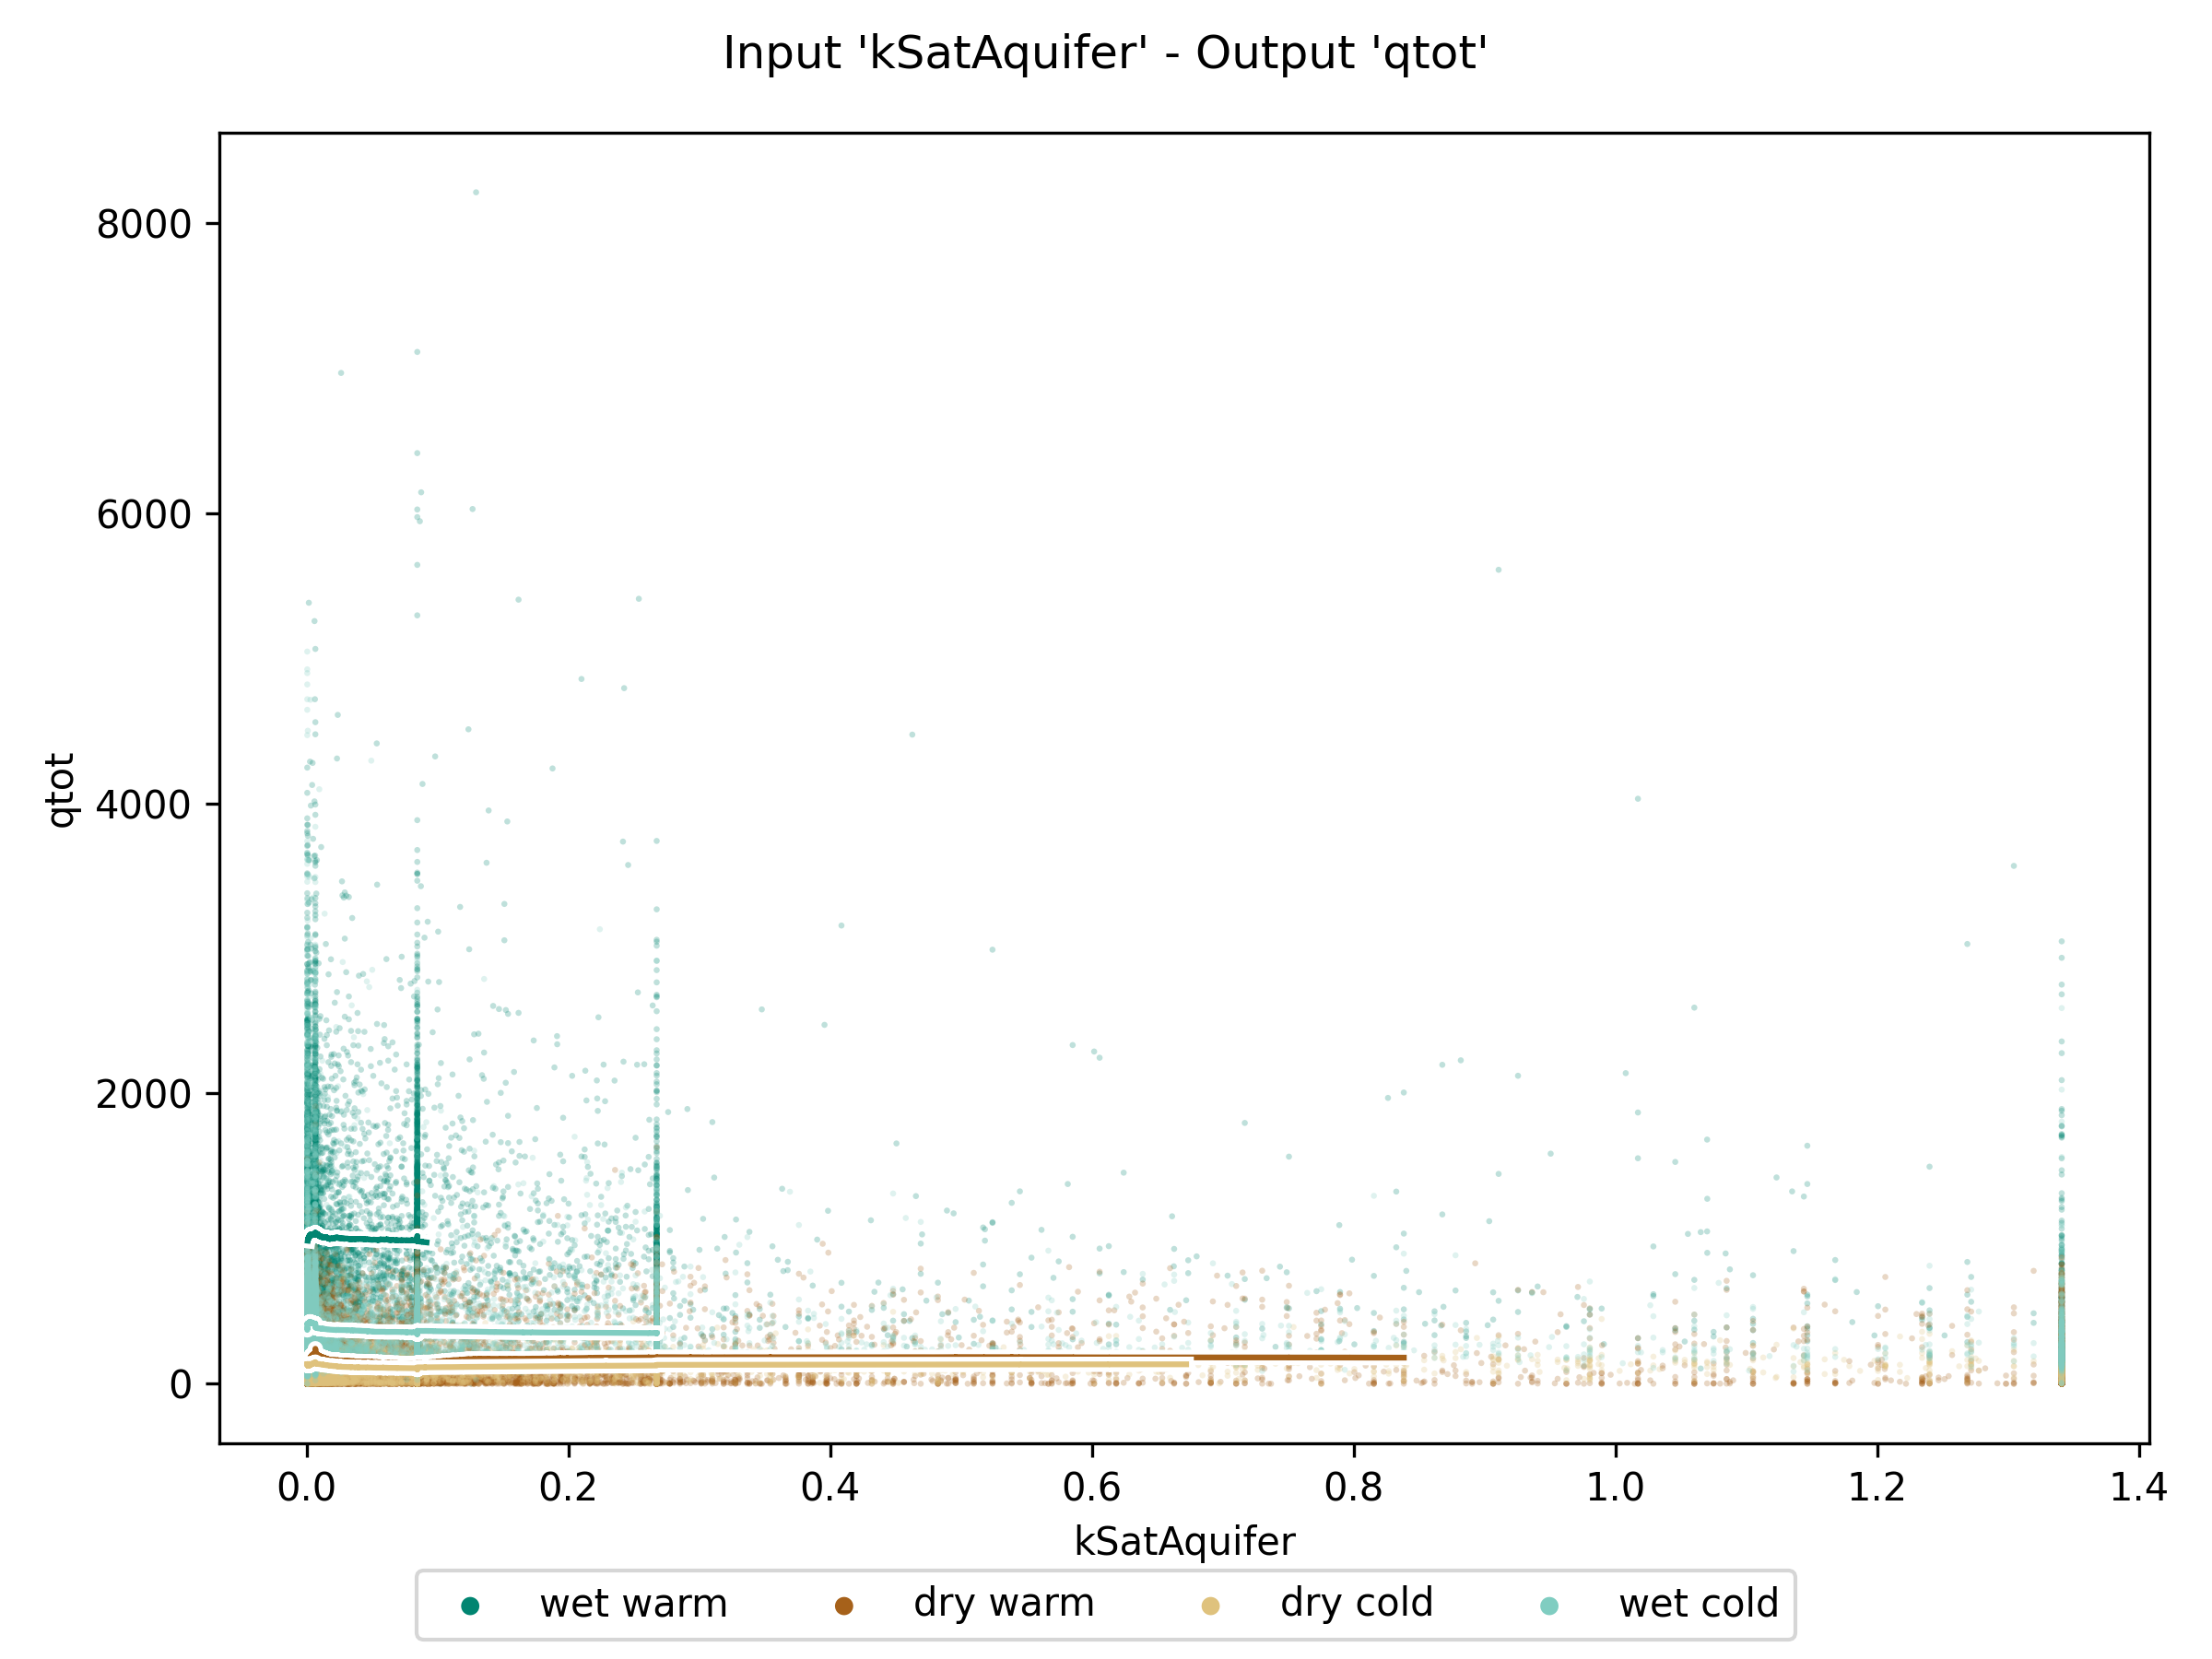 Input 'kSatAquifer' - Output 'qtot'
8000
6000
4000
2000
0
qtot
0.0 0.2 0.4 0.6 0.8 1.0 1.2 1.4
kSatAquifer
wet warm dry warm dry cold wet cold